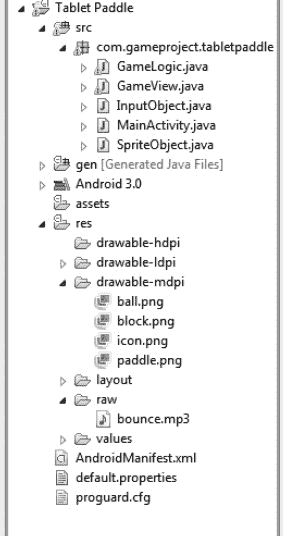 Tablet Paddle
src
com.gameproject.tabletpaddle
GameLogic.java
GameView.java
InputObject.java
MainActivity.java
SpriteObject.java
gen [Generated Java Files]
Android 3.0
assets
res
drawable-hdpi
drawable-ldpi
drawable-mdpi
ball.png
block.png
icon.png
paddle.png
layout
raw
bounce.mp3
values
AndroidManifest.xml
default.properties
proguard.cfg